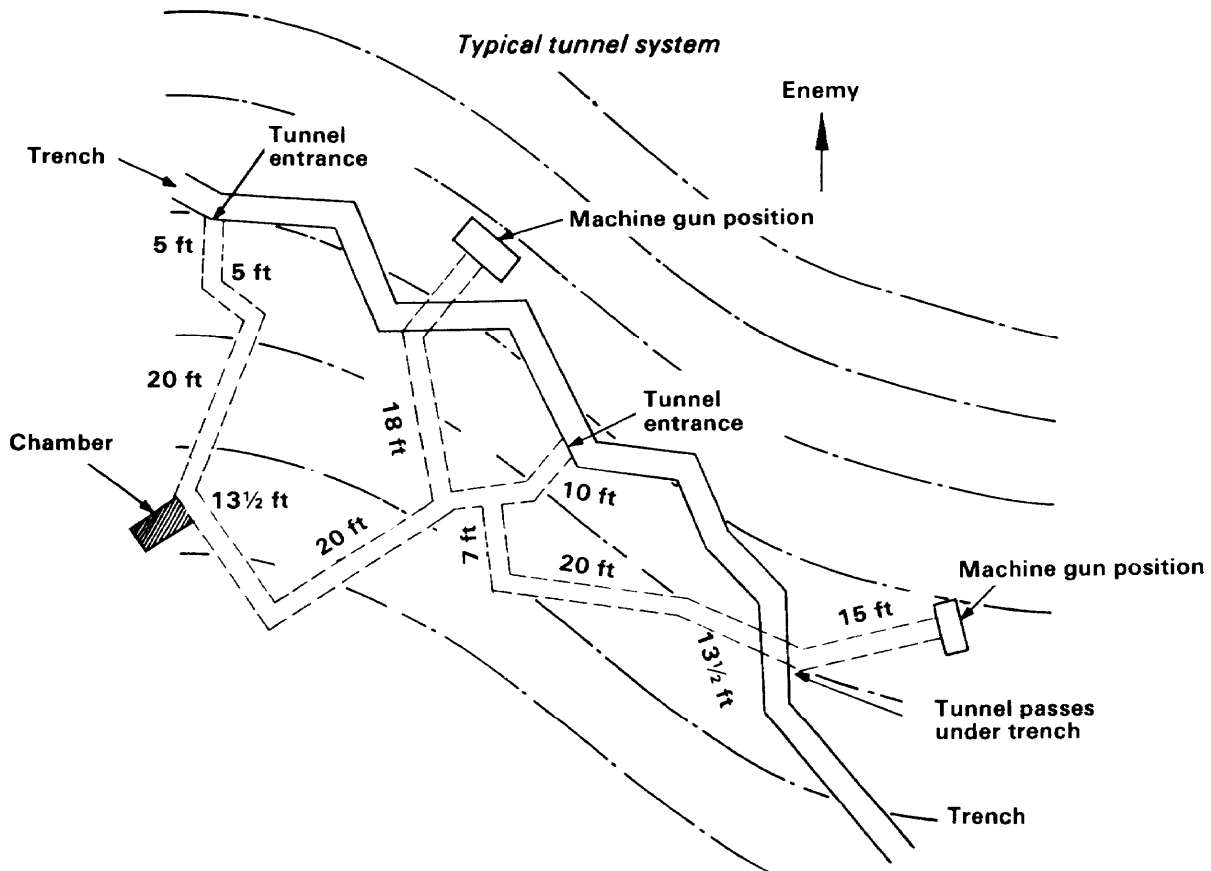 Typical tunnel system
Enemy
Tunnel
entrance
Trench
Machine gun position
5 ft
5 ft
20 ft
18 ft
Tunnel
entrance
Chamber
13½ ft
10 ft
20 ft
7 ft
20 ft
Machine gun position
15 ft
13½ ft
Tunnel passes
under trench
Trench